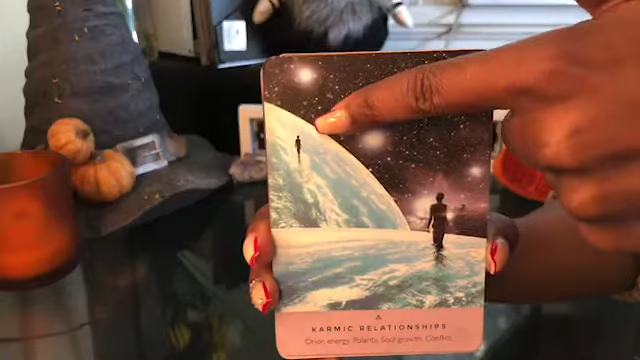 KARMIC RELATIONSHIPS
Orion energy. Polarity. Soul growth. Conflict.